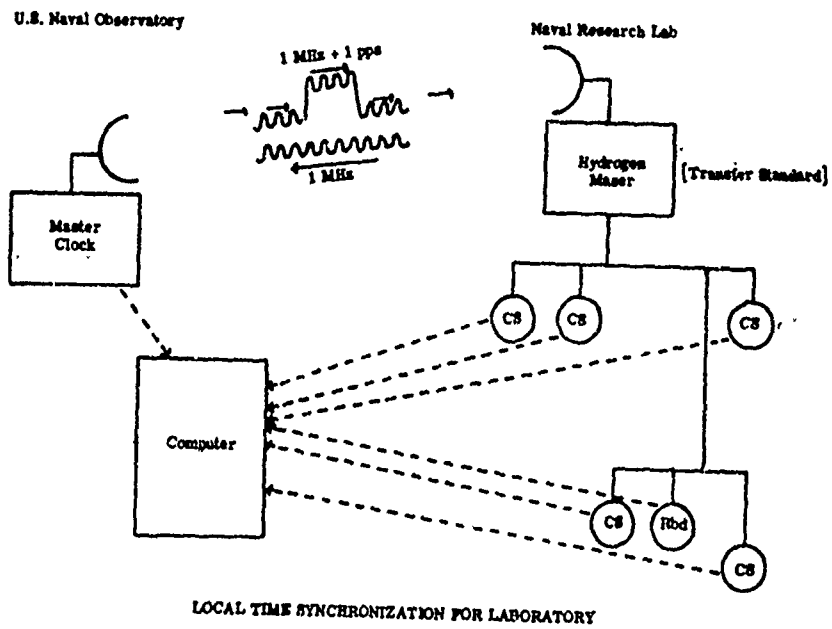 U.S. Naval Observatory
Naval Research Lab
1 MHz + 1 pps
1 MHz
Hydrogen
Maser
[Transfer Standard]
Master
Clock
CS
CS
CS
Computer
CS
Rbd
CS
LOCAL TIME SYNCHRONIZATION FOR LABORATORY